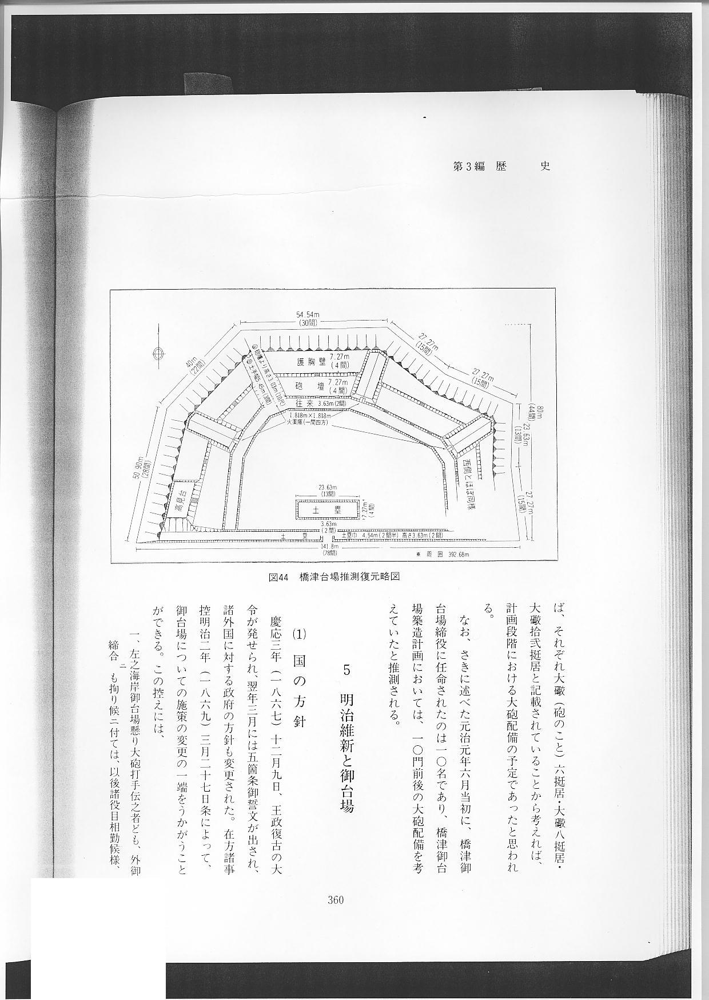 第3編 歴 史
54.54m
(30間)
27.27m
(15間)
27.27m
(15間)
40m
(22間)
護胸壁 7.27m
(4間)
㋑砲壇より高さ3.03m(10尺)
㋺土手幅5.45m(3間)
砲 壇 7.27m
(4間)
往来 3.63m(2間)
1.818m×1.818m
火薬庫(一間四方)
80m
(44間)
23.63m
(13間)
50.90m
(28間)
高見台
西側とほぼ同様
23.63m
(13間)
土 塁
7.27m
(4間)
27.27m
(15間)
3.63m
(2間)
土 塁
土塁巾 4.54m(2間半) 高さ3.63m(2間)
141.8m
(78間)
※ 周 囲 392.68m
図44 橋津台場推測復元略図
ば、それぞれ大礮(砲のこと)六挺居・大礮八挺居・
大礮拾弐挺居と記載されていることから考えれば、
計画段階における大砲配備の予定であったと思われ
る。
なお、さきに述べた元治元年六月当初に、橋津御
台場締役に任命されたのは一〇名であり、橋津御台
場築造計画においては、一〇門前後の大砲配備を考
えていたと推測される。
5 明治維新と御台場
(1) 国の方針
慶応三年(一八六七)十二月九日、王政復古の大
令が発せられ、翌年三月には五箇条御誓文が出され、
諸外国に対する政府の方針も変更された。在方諸事
控明治二年(一八六九)三月二十七日条によって、
御台場についての施策の変更の一端をうかがうこと
ができる。この控えには、
一、左之海岸御台場懸り大砲打手伝之者ども、外御
締合ニも拘り候ニ付ては、以後諸役目相勤候様、
360